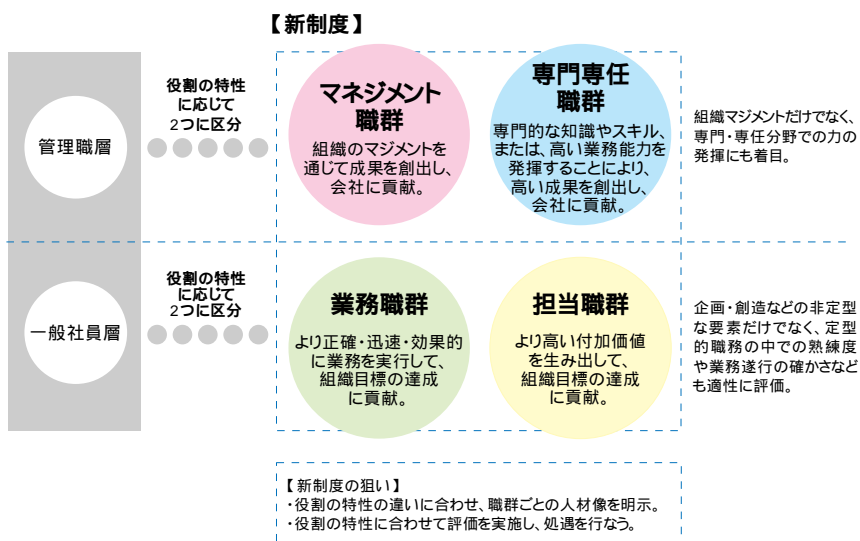 【新制度】
管理職層
役割の特性
に応じて
2つに区分
マネジメント
職群
組織のマジメントを
通じて成果を創出し、
会社に貢献。
専門専任
職群
専門的な知識やスキル、
または、高い業務能力を
発揮することにより、
高い成果を創出し、
会社に貢献。
組織マジメントだけでなく、
専門・専任分野での力の
発揮にも着目。
一般社員層
役割の特性
に応じて
2つに区分
業務職群
より正確・迅速・効果的
に業務を実行して、
組織目標の達成
に貢献。
担当職群
より高い付加価値
を生み出して、
組織目標の達成
に貢献。
企画・創造などの非定型
な要素だけでなく、定型
的職務の中での熟練度
や業務遂行の確かさなど
も適性に評価。
【新制度の狙い】
・役割の特性の違いに合わせ、職群ごとの人材像を明示。
・役割の特性に合わせて評価を実施し、処遇を行なう。